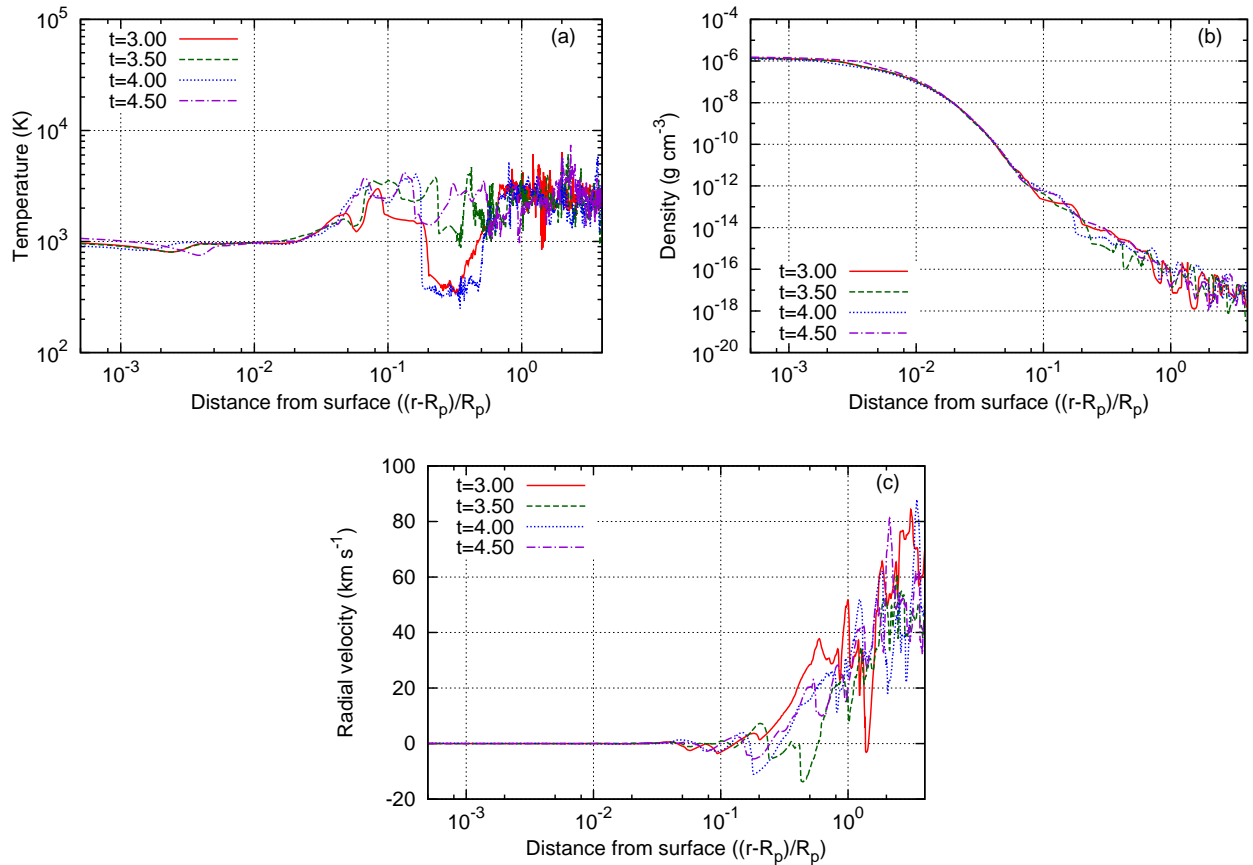 (a)
t=3.00
t=3.50
t=4.00
t=4.50
10^5
10^4
10^3
10^2
Temperature (K)
10^-3
10^-2
10^-1
10^0
Distance from surface ((r-R_p)/R_p)
(b)
10^-4
10^-6
10^-8
10^-10
10^-12
10^-14
10^-16
10^-18
10^-20
Density (g cm^-3)
t=3.00
t=3.50
t=4.00
t=4.50
10^-3
10^-2
10^-1
10^0
Distance from surface ((r-R_p)/R_p)
(c)
t=3.00
t=3.50
t=4.00
t=4.50
100
80
60
40
20
0
-20
Radial velocity (km s^-1)
10^-3
10^-2
10^-1
10^0
Distance from surface ((r-R_p)/R_p)